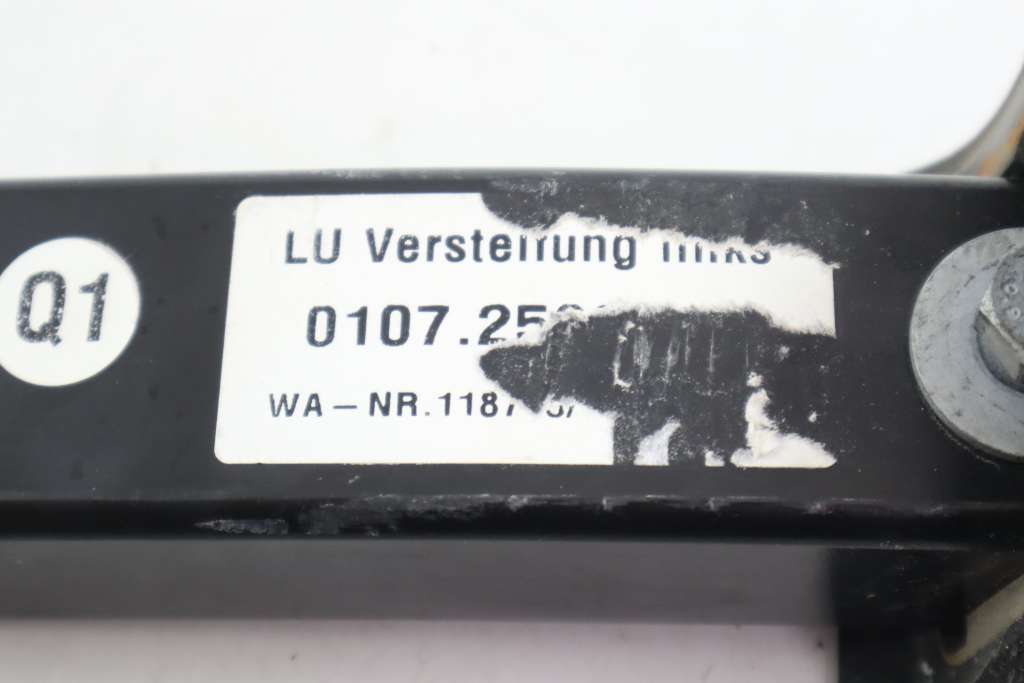 Q1
LU Versteifung links
0107.25
WA-NR.1187